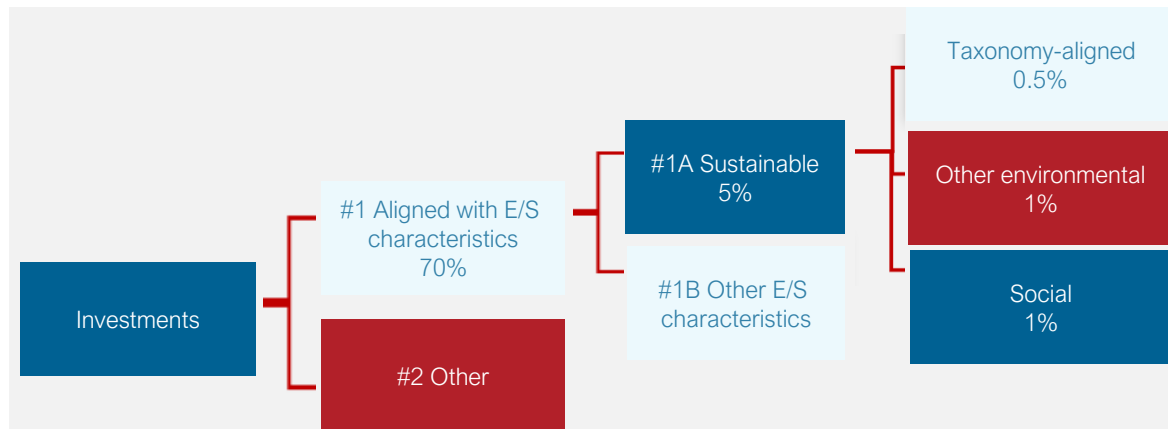 Investments
#1 Aligned with E/S
characteristics
70%
#2 Other
#1A Sustainable
5%
#1B Other E/S
characteristics
Taxonomy-aligned
0.5%
Other environmental
1%
Social
1%